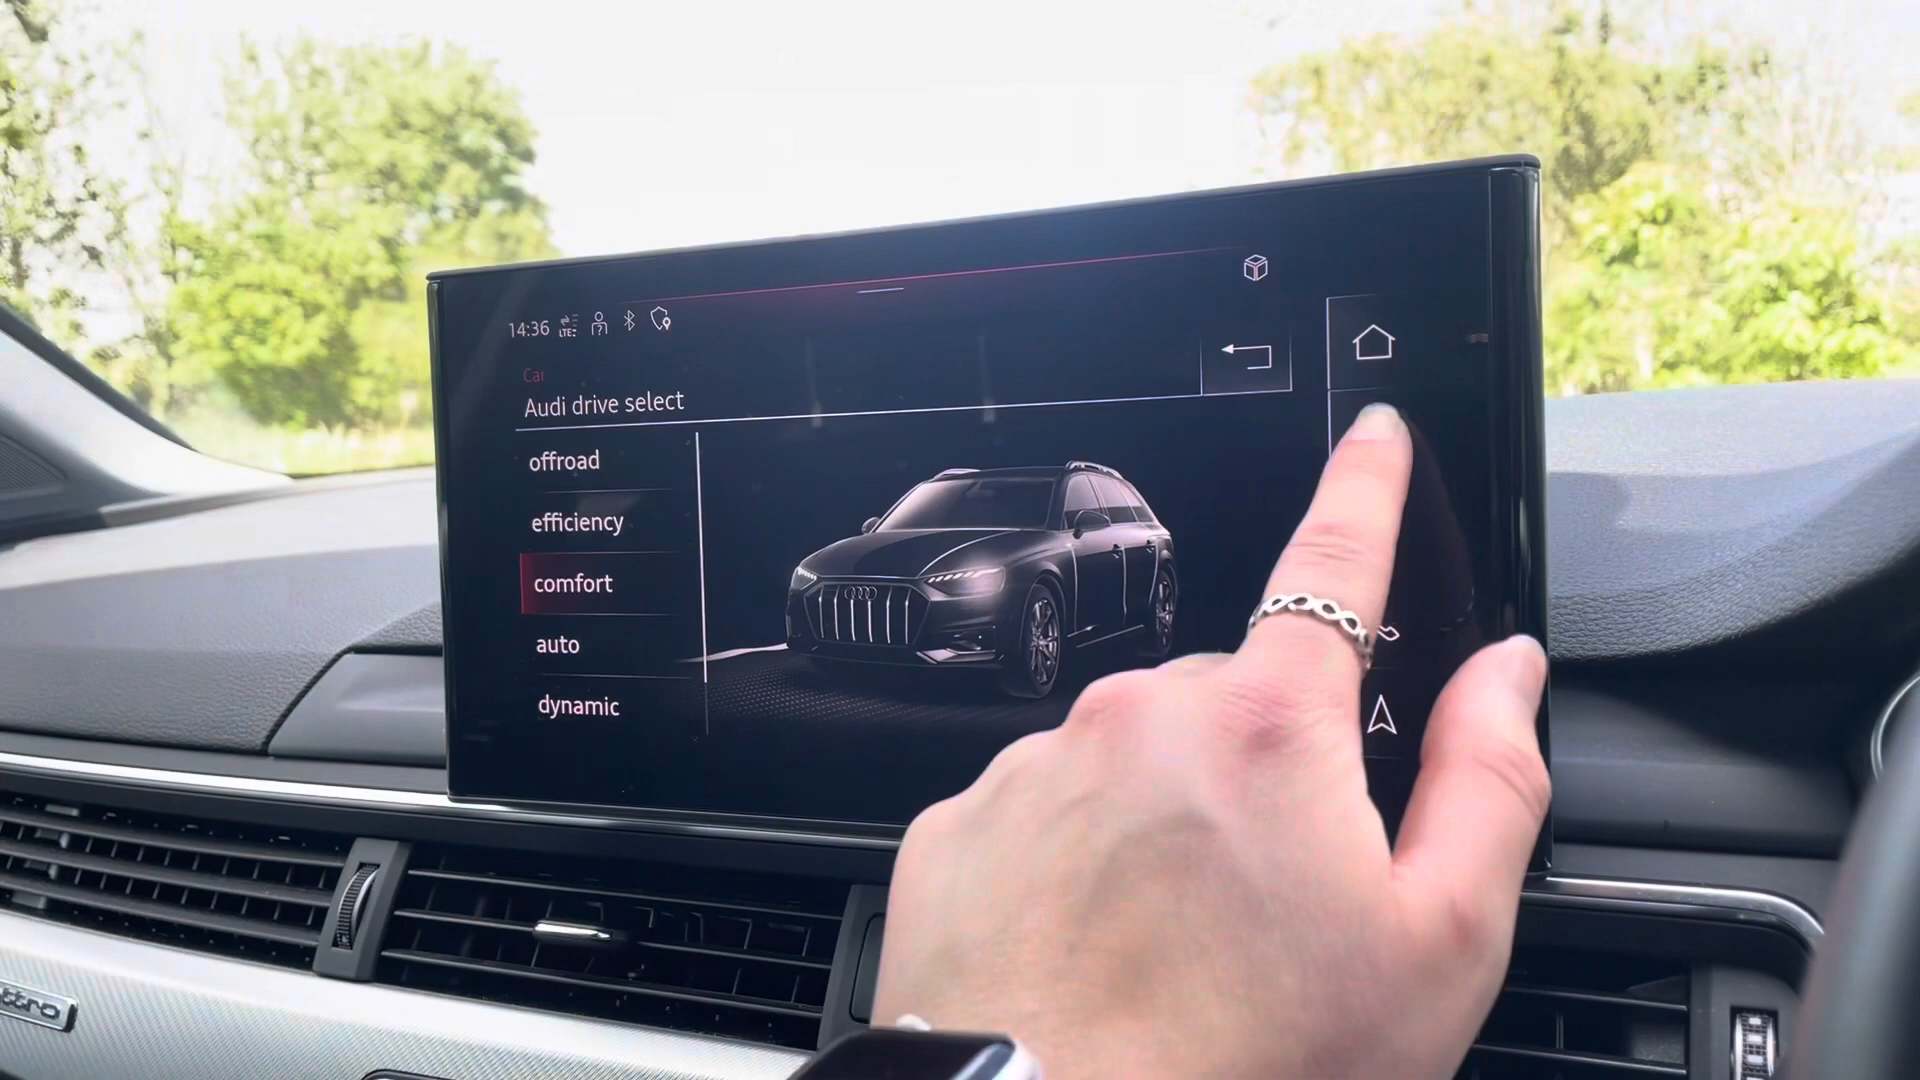 14:36 LTE
Car
Audi drive select
offroad
efficiency
comfort
auto
dynamic